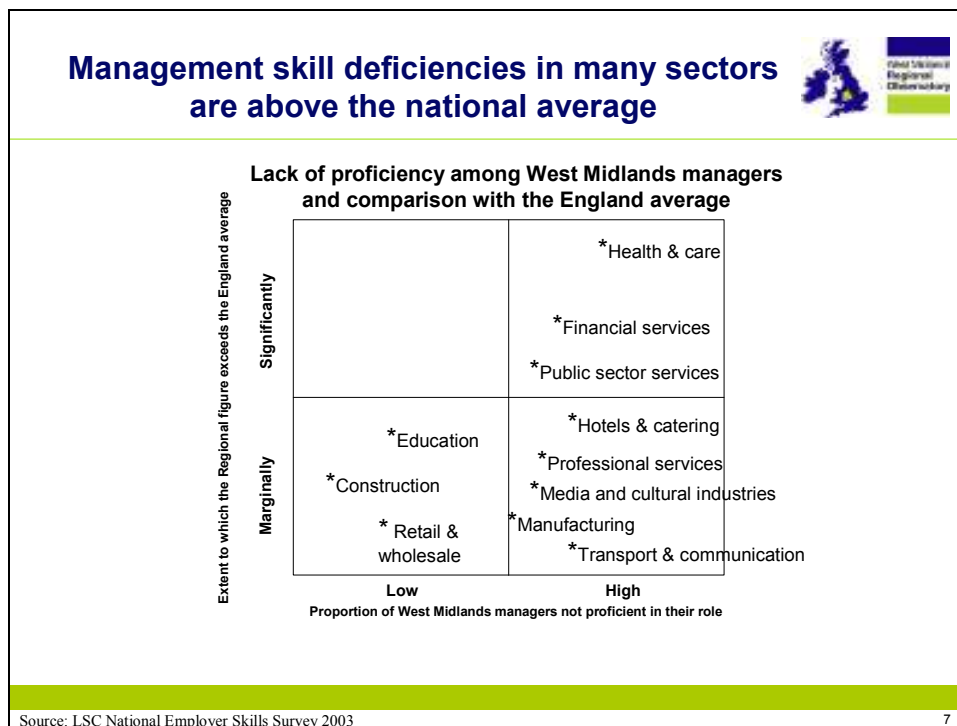 Management skill deficiencies in many sectors
are above the national average
West Midlands
Regional
Observatory
Lack of proficiency among West Midlands managers
and comparison with the England average
Extent to which the Regional figure exceeds the England average
Significantly
Marginally
*Health & care
*Financial services
*Public sector services
*Education
*Construction
* Retail &
wholesale
*Hotels & catering
*Professional services
*Media and cultural industries
*Manufacturing
*Transport & communication
Low
High
Proportion of West Midlands managers not proficient in their role
Source: LSC National Employer Skills Survey 2003
7